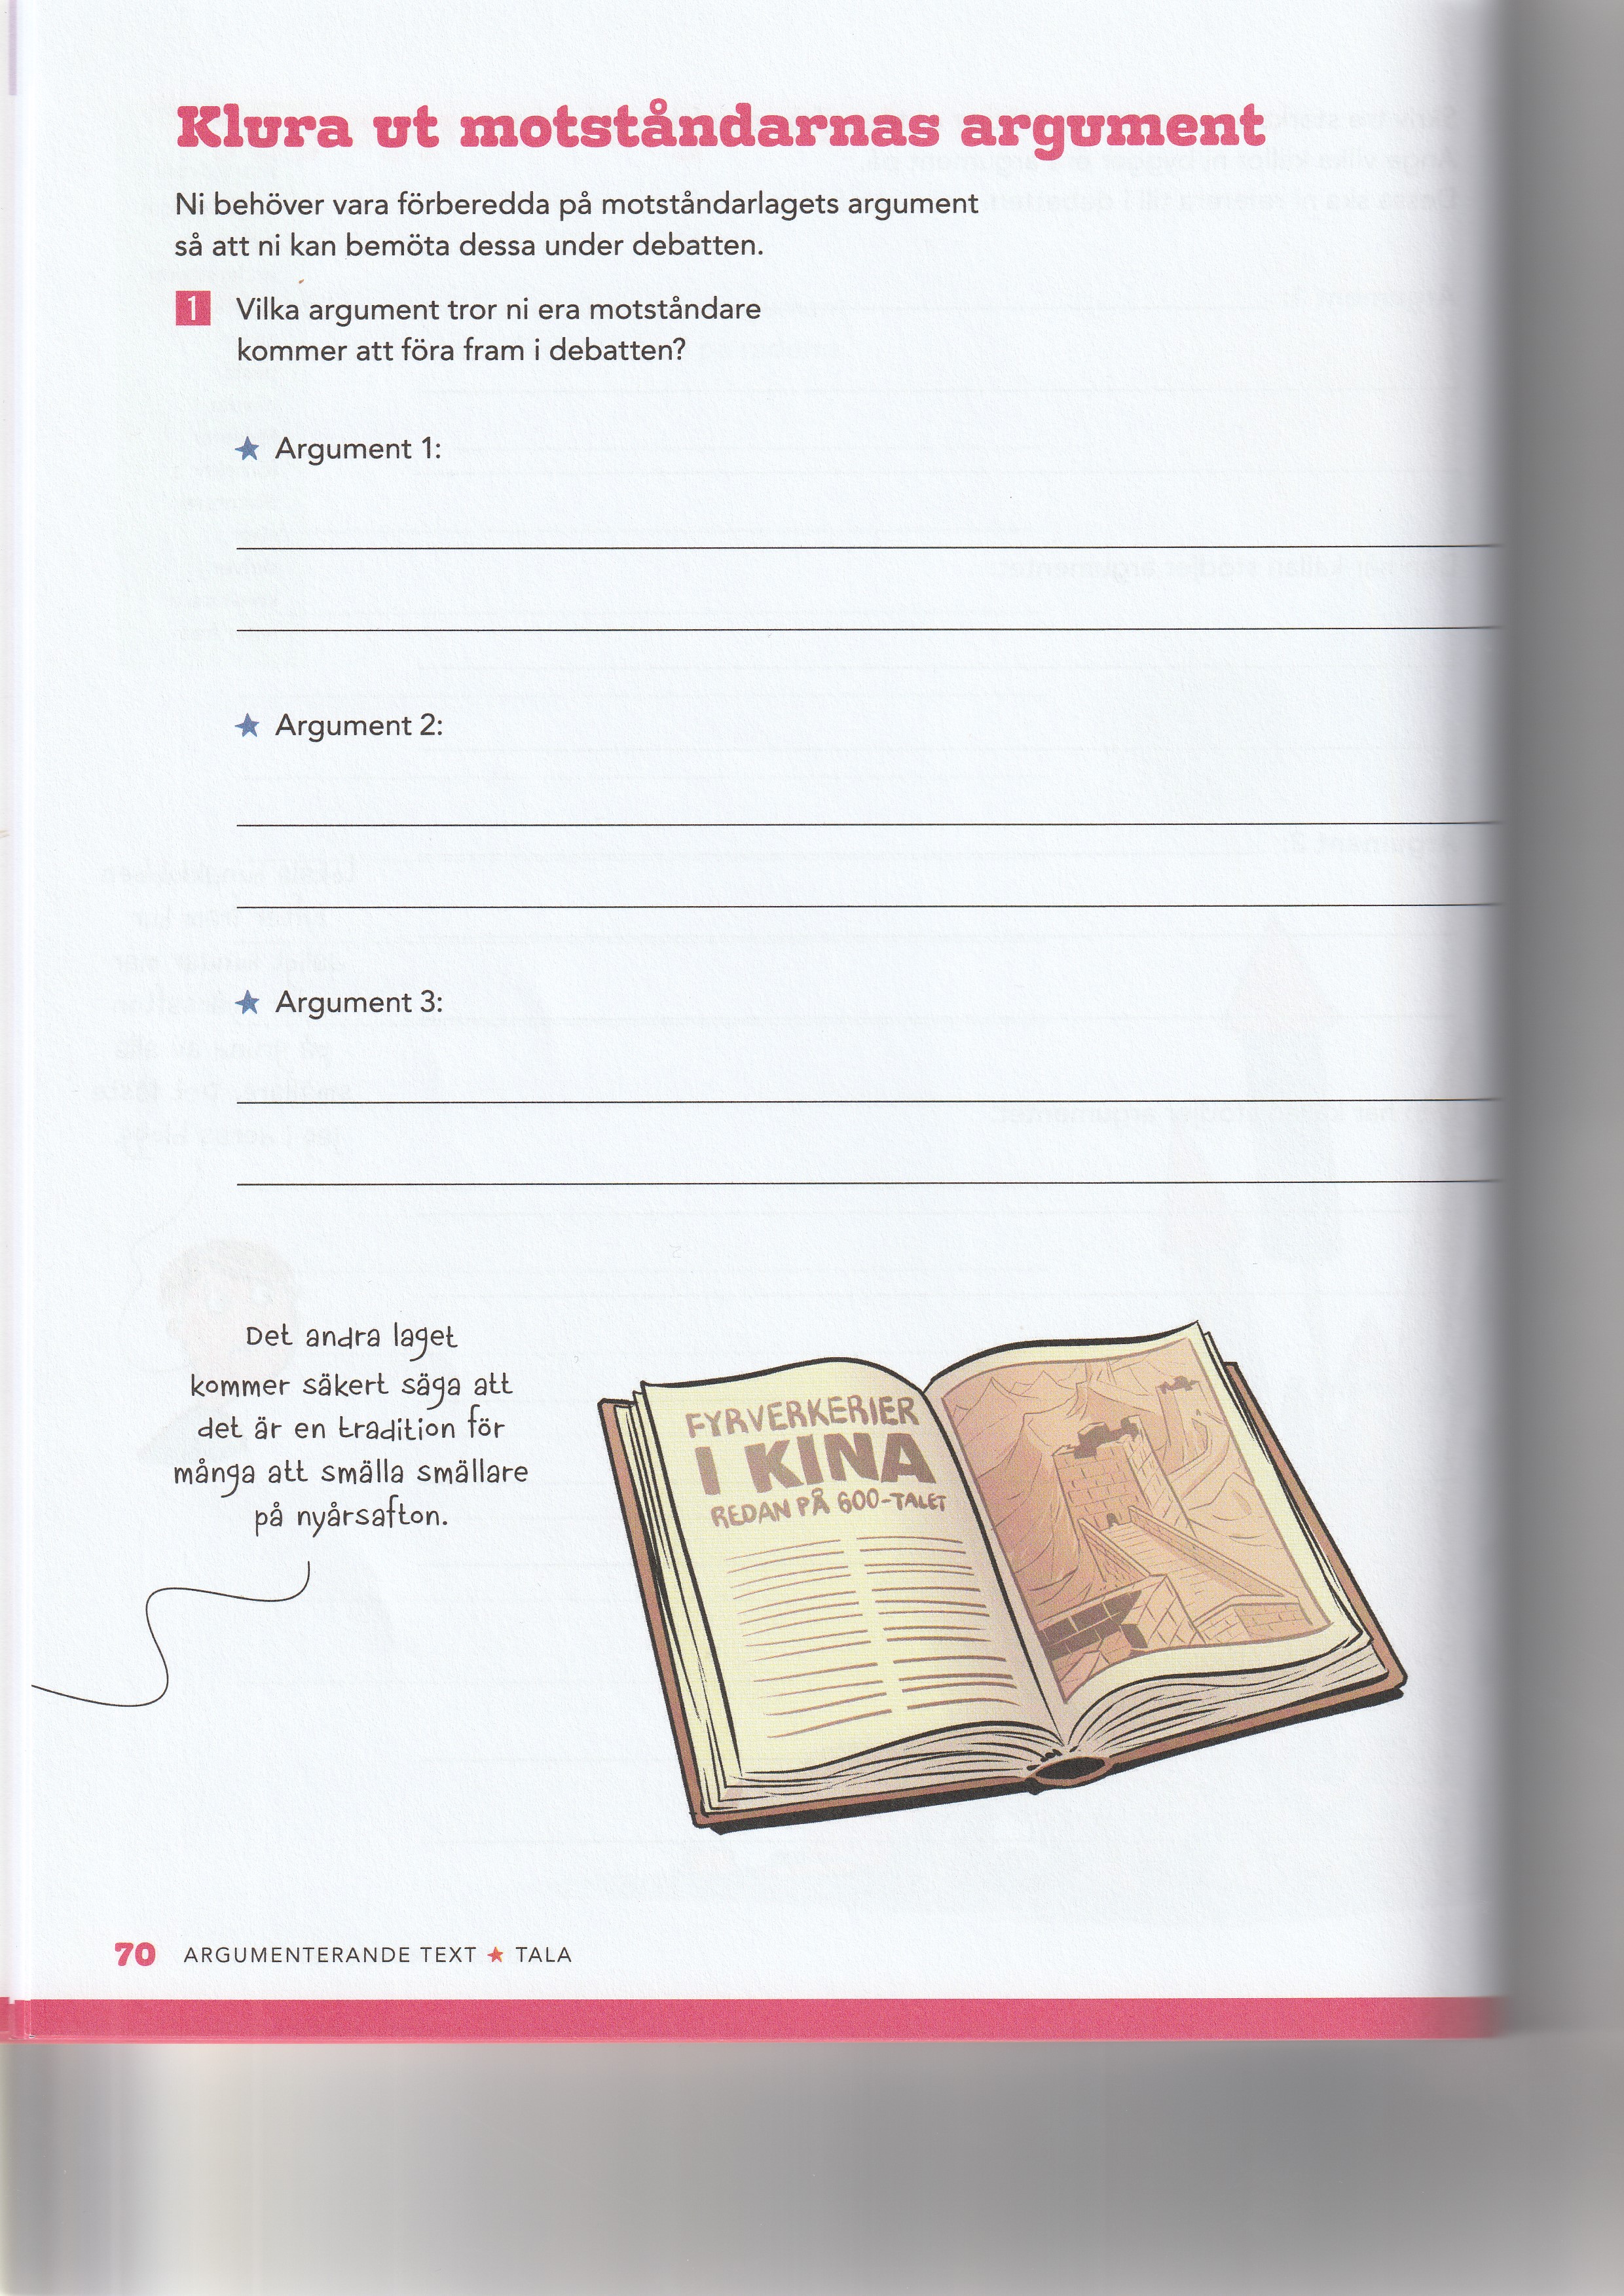 Klura ut motståndarnas argument
Ni behöver vara förberedda på motståndarlagets argument
så att ni kan bemöta dessa under debatten.
1 Vilka argument tror ni era motståndare
kommer att föra fram i debatten?
★ Argument 1:
★ Argument 2:
★ Argument 3:
Det andra laget
kommer säkert säga att
det är en tradition för
många att smälla smällare
på nyårsafton.
FYRVERKERIER
I KINA
REDAN PÅ 600-TALET
70 ARGUMENTERANDE TEXT ★ TALA